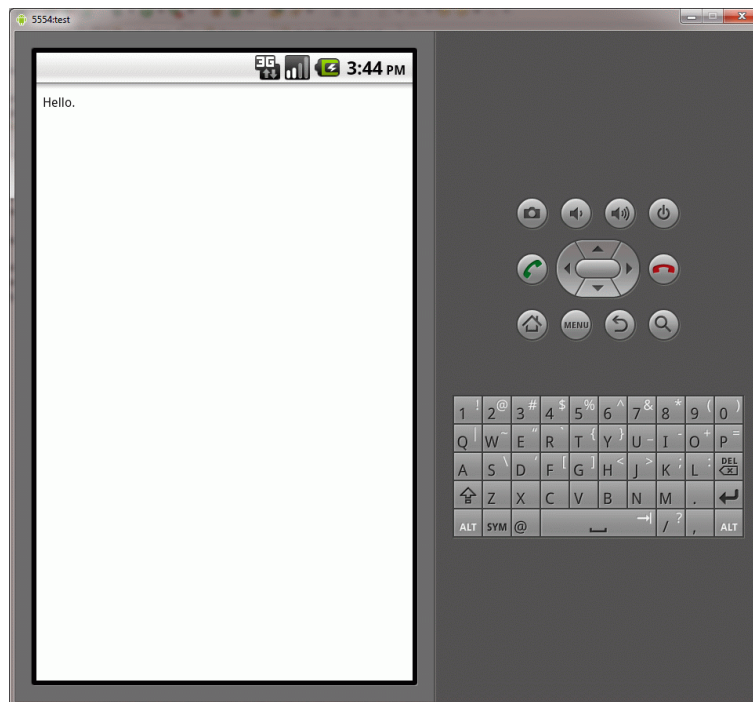 5554:test
3G 3:44 PM
Hello.
MENU
1 ! 2 @ 3 # 4 $ 5 % 6 ^ 7 & 8 * 9 ( 0 )
Q | W ~ E " R ` T { Y } U _ I - O + P =
A S \ D ' F [ G ] H < J > K ; L : DEL
Z X C V B N M .
ALT SYM @ / ? , ALT